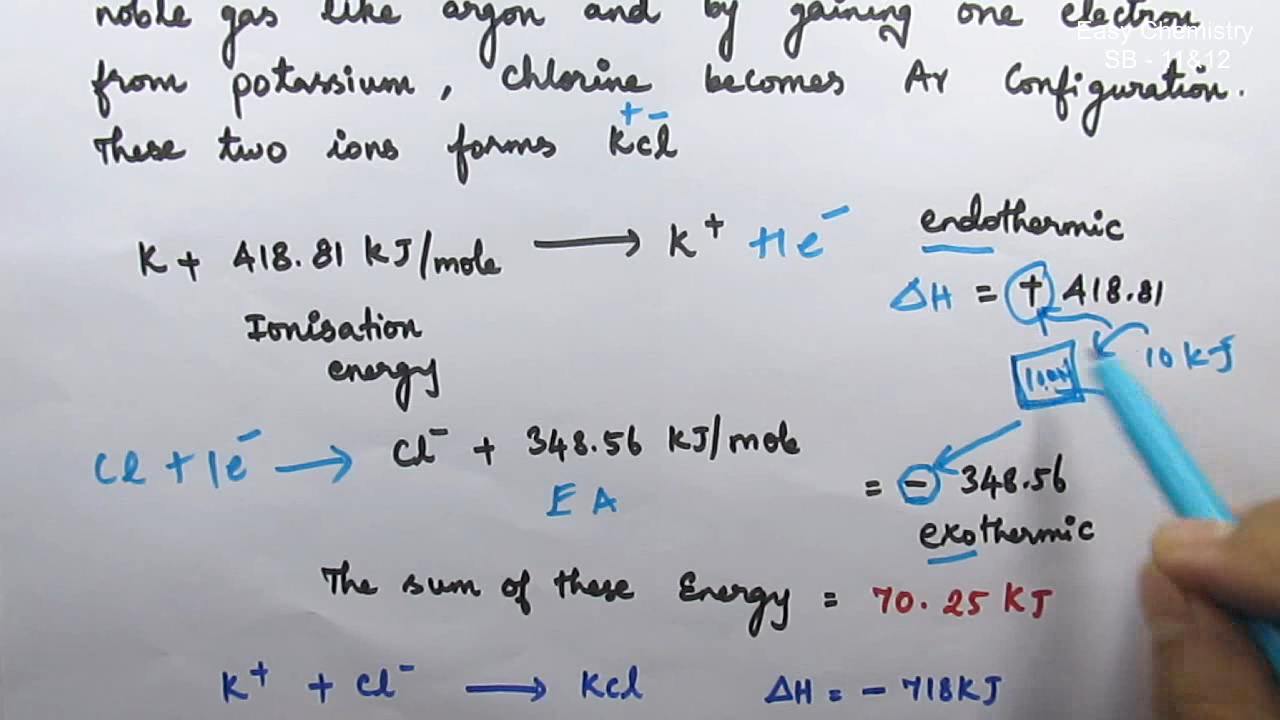 noble gas like argon and by gaining one electron
Easy Chemistry
SB - 11&12
from potassium, chlorine becomes Ar configuration.
These two ions forms K⁺Cl⁻
K + 418.81 KJ/mole ⟶ K⁺ + 1e⁻
endothermic
ΔH = + 418.81
Ionisation
energy
10 KJ
Cl + 1e⁻ ⟶ Cl⁻ + 348.56 KJ/mole
EA
= - 348.56
exothermic
The sum of these Energy = 70.25 KJ
K⁺ + Cl⁻ ⟶ KCl ΔH = - 718KJ